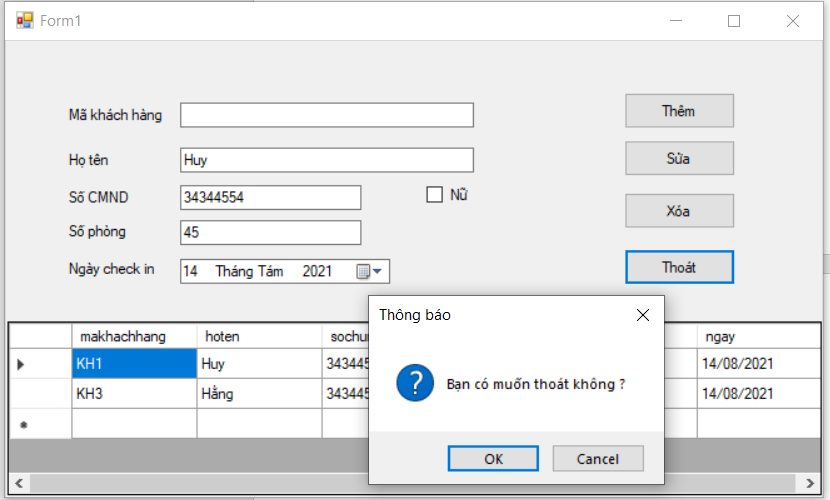 Form1
Mã khách hàng
Thêm
Họ tên Huy
Sửa
Số CMND 34344554 Nữ
Xóa
Số phòng 45
Ngày check in 14 Tháng Tám 2021
Thoát
Thông báo
Bạn có muốn thoát không ?
OK Cancel
makhachhang hoten ngay
KH1 Huy 14/08/2021
KH3 Hằng 14/08/2021